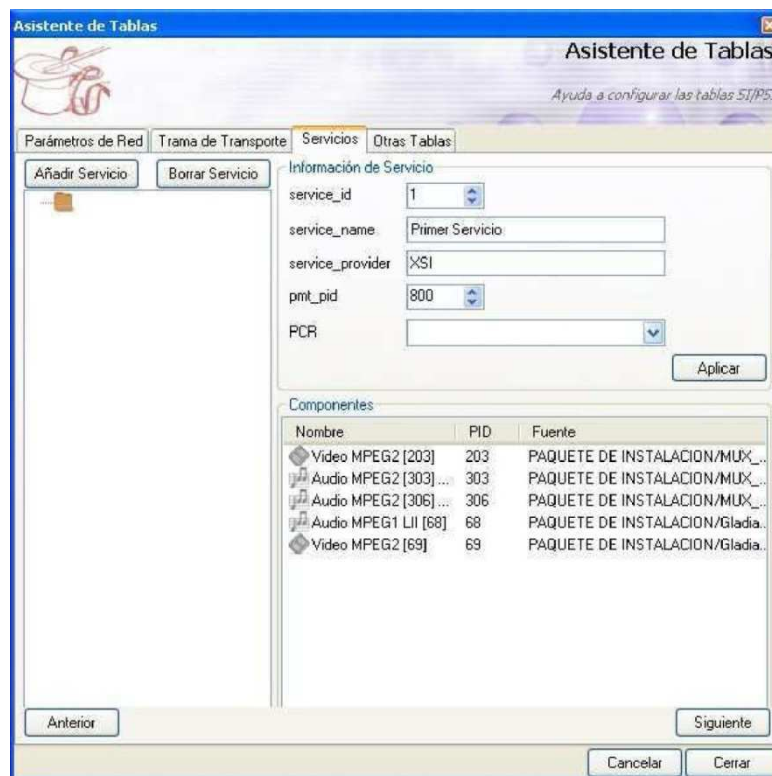 Asistente de Tablas
Asistente de Tablas
Ayuda a configurar las tablas SI/PS
Parámetros de Red Trama de Transporte Servicios Otras Tablas
Añadir Servicio Borrar Servicio
Información de Servicio
service_id 1
service_name Primer Servicio
service_provider XSI
pmt_pid 800
PCR
Aplicar
Componentes
Nombre PID Fuente
Video MPEG2 [203] 203 PAQUETE DE INSTALACION/MUX_..
Audio MPEG2 [303]... 303 PAQUETE DE INSTALACION/MUX_..
Audio MPEG2 [306]... 306 PAQUETE DE INSTALACION/MUX_..
Audio MPEG1 LII [68] 68 PAQUETE DE INSTALACION/Gladia..
Video MPEG2 [69] 69 PAQUETE DE INSTALACION/Gladia..
Anterior Siguiente
Cancelar Cerrar